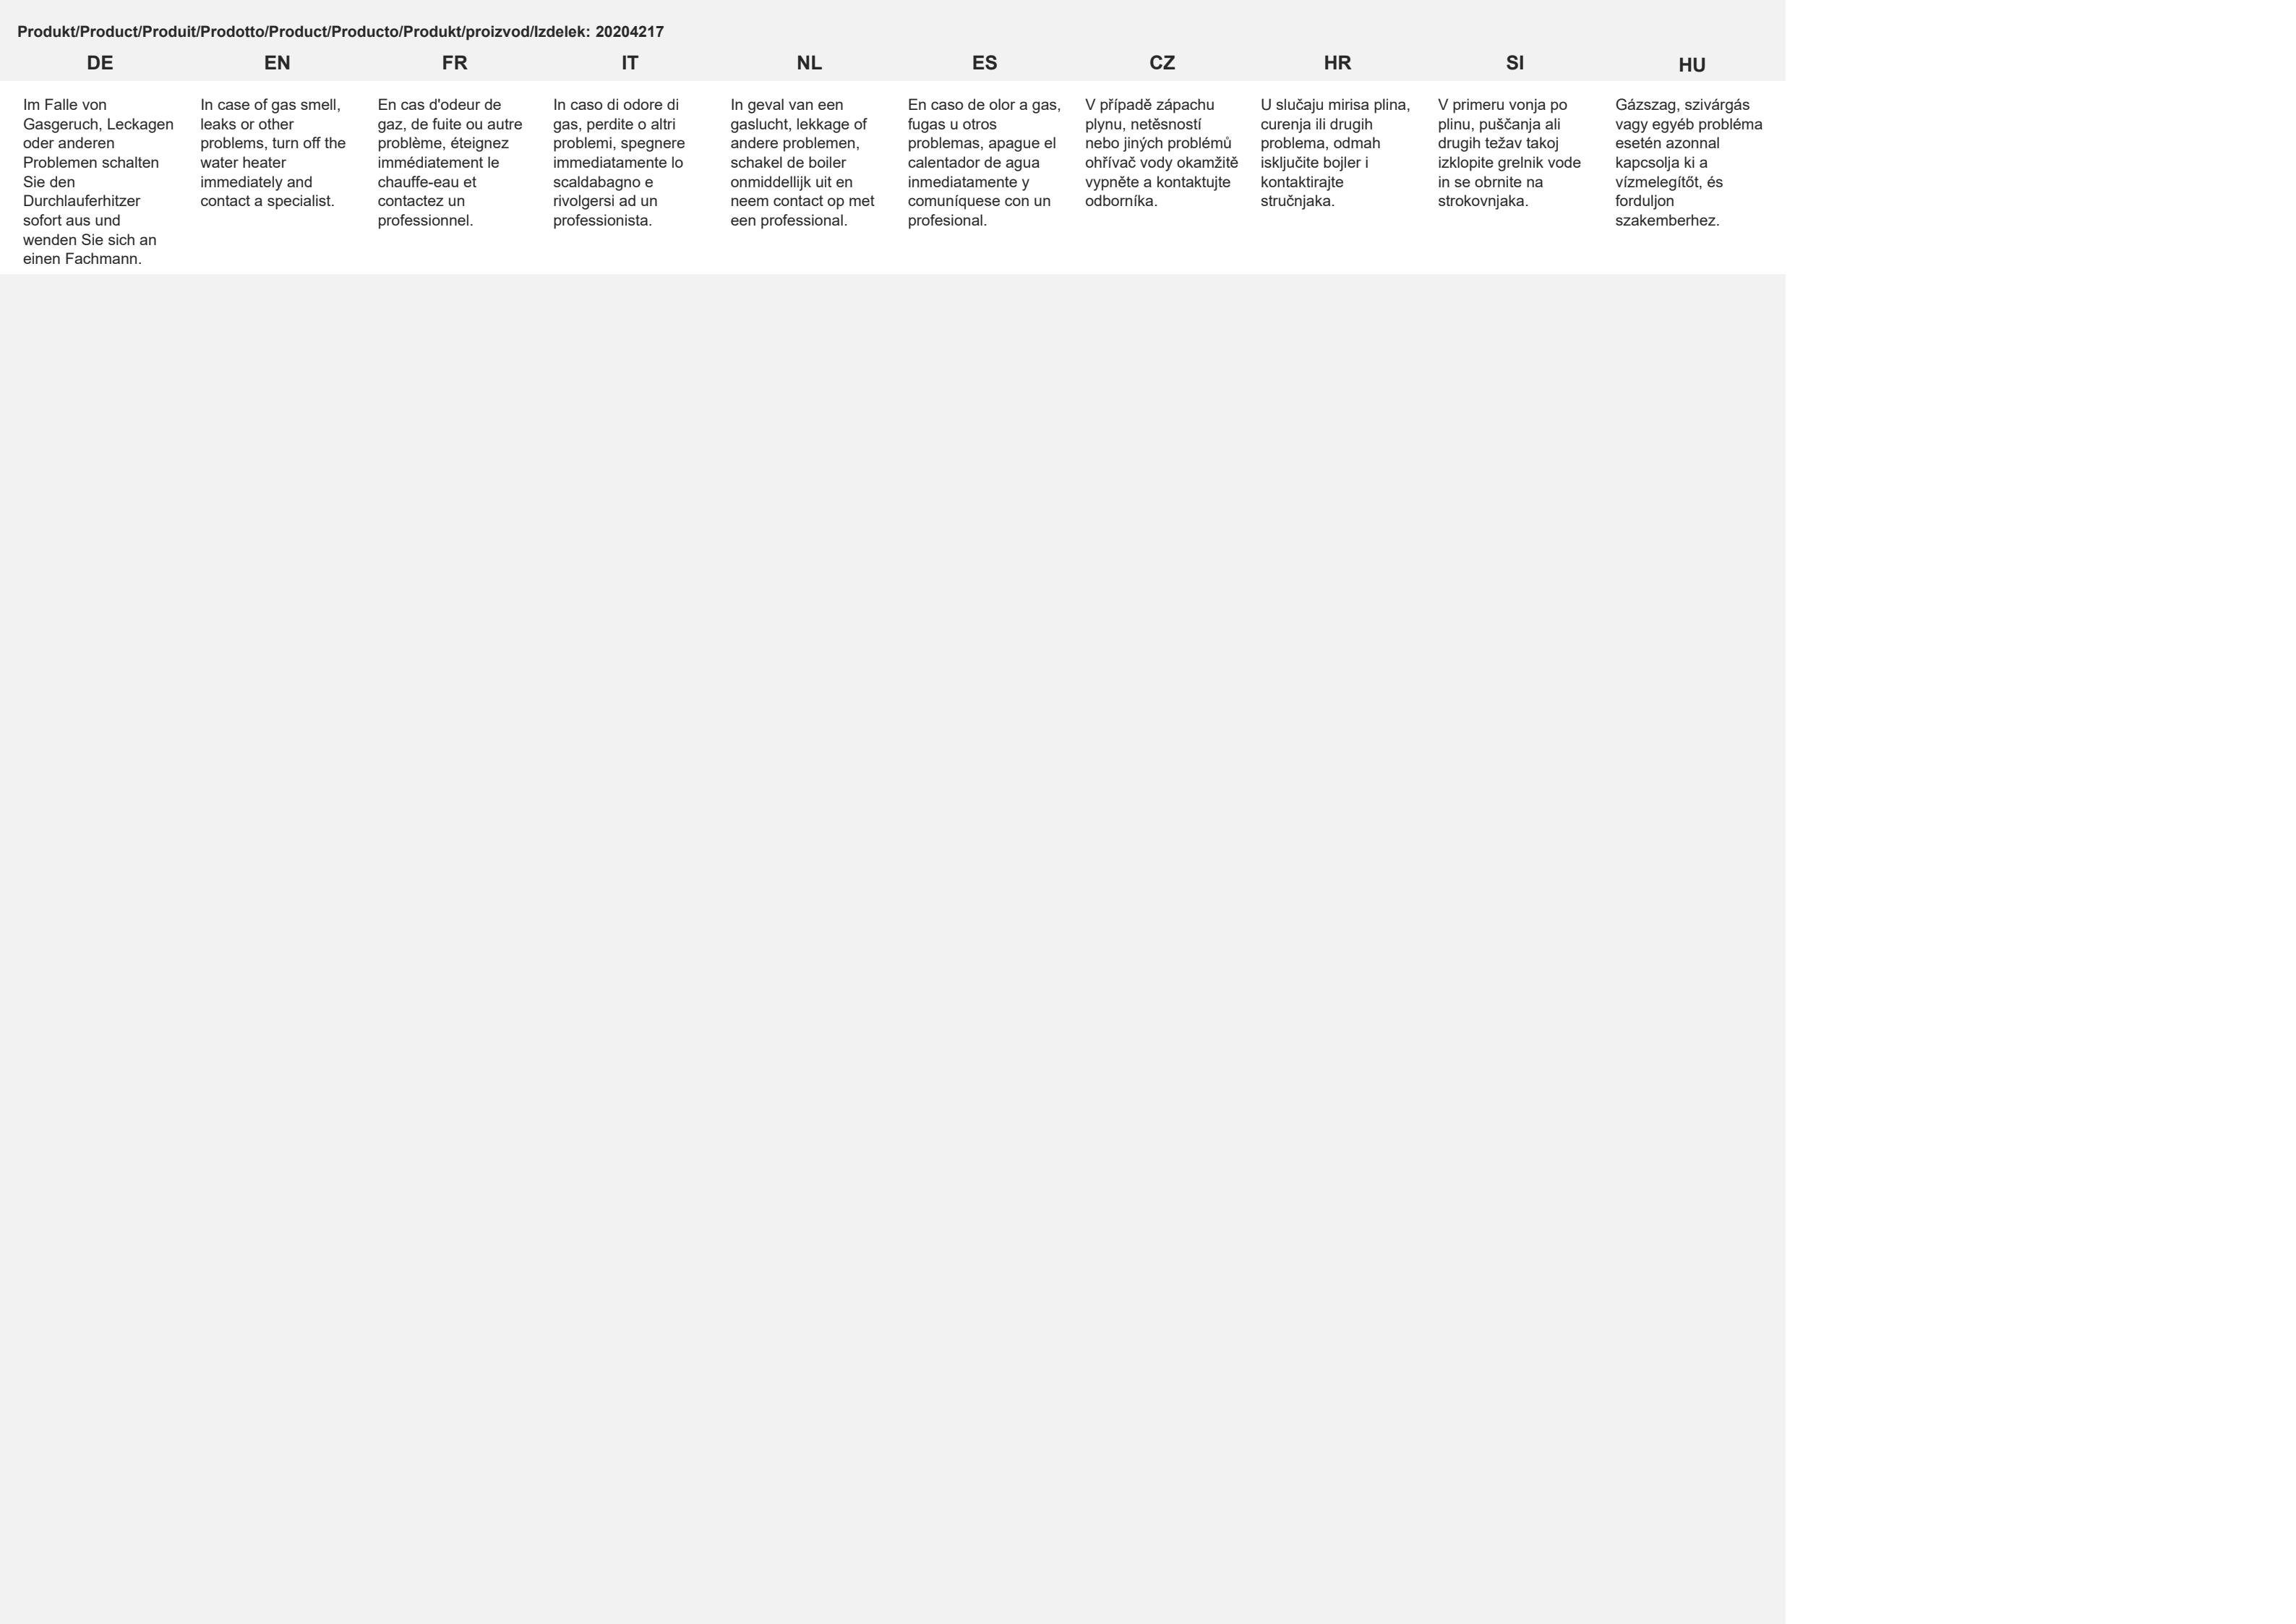 Produkt/Product/Produit/Prodotto/Product/Producto/Produkt/proizvod/Izdelek: 20204217
DE
Im Falle von
Gasgeruch, Leckagen
oder anderen
Problemen schalten
Sie den
Durchlauferhitzer
sofort aus und
wenden Sie sich an
einen Fachmann.
EN
In case of gas smell,
leaks or other
problems, turn off the
water heater
immediately and
contact a specialist.
FR
En cas d'odeur de
gaz, de fuite ou autre
problème, éteignez
immédiatement le
chauffe-eau et
contactez un
professionnel.
IT
In caso di odore di
gas, perdite o altri
problemi, spegnere
immediatamente lo
scaldabagno e
rivolgersi ad un
professionista.
NL
In geval van een
gaslucht, lekkage of
andere problemen,
schakel de boiler
onmiddellijk uit en
neem contact op met
een professional.
ES
En caso de olor a gas,
fugas u otros
problemas, apague el
calentador de agua
inmediatamente y
comuníquese con un
profesional.
CZ
V případě zápachu
plynu, netěsností
nebo jiných problémů
ohřívač vody okamžitě
vypněte a kontaktujte
odborníka.
HR
U slučaju mirisa plina,
curenja ili drugih
problema, odmah
isključite bojler i
kontaktirajte
stručnjaka.
SI
V primeru vonja po
plinu, puščanja ali
drugih težav takoj
izklopite grelnik vode
in se obrnite na
strokovnjaka.
HU
Gázszag, szivárgás
vagy egyéb probléma
esetén azonnal
kapcsolja ki a
vízmelegítőt, és
forduljon
szakemberhez.